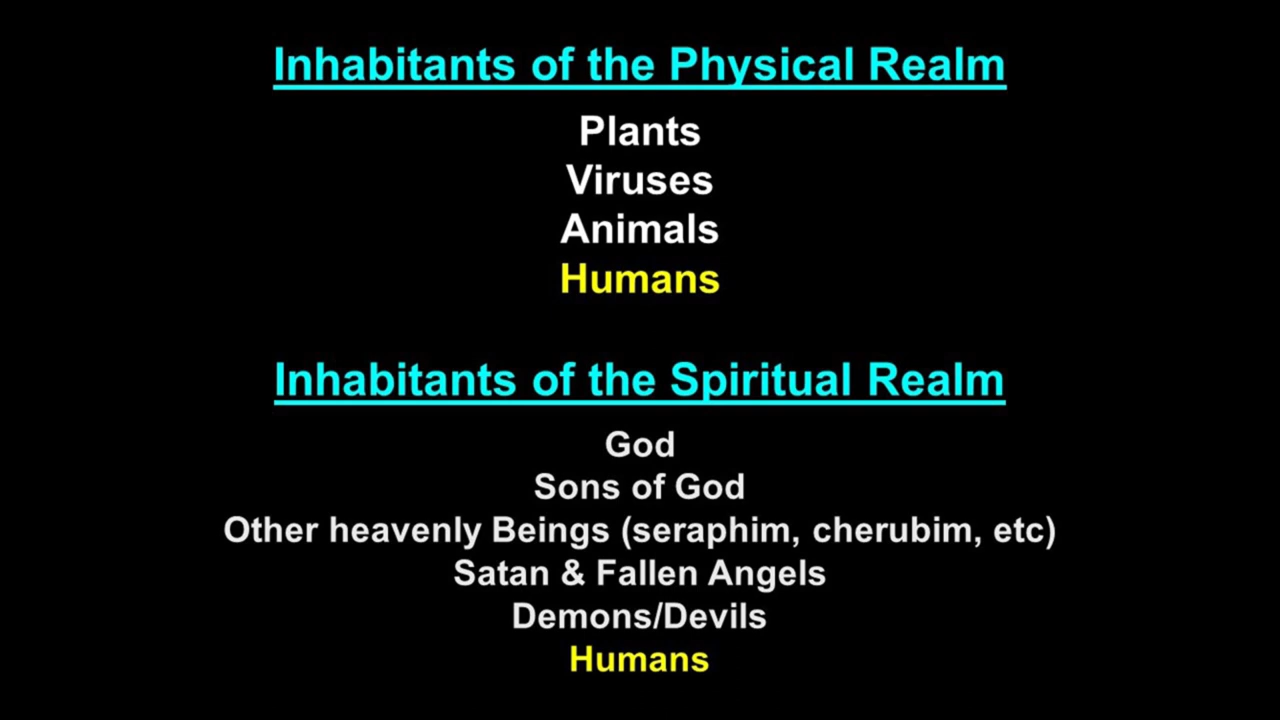 Inhabitants of the Physical Realm
Plants
Viruses
Animals
Humans
Inhabitants of the Spiritual Realm
God
Sons of God
Other heavenly Beings (seraphim, cherubim, etc)
Satan & Fallen Angels
Demons/Devils
Humans